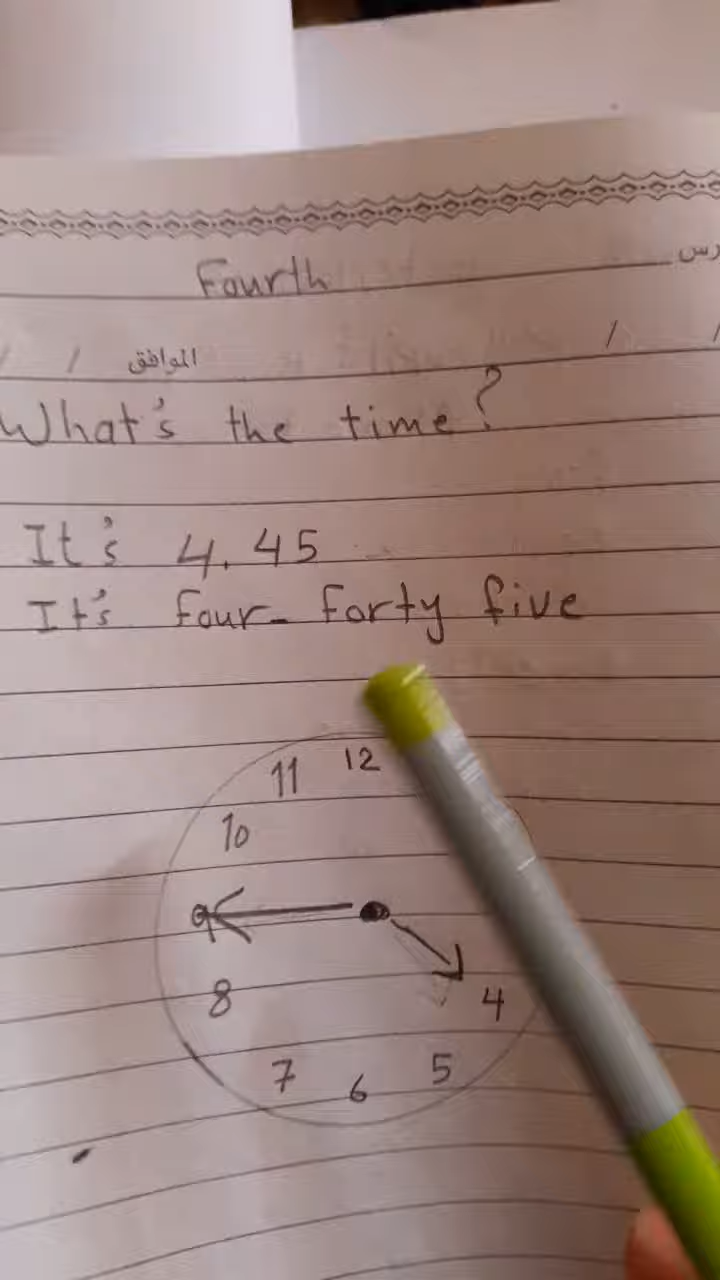 Fourth
الموافق / /
What's the time?
It's 4.45
It's four- Forty five
12
11
10
9
8
4
7
5
6